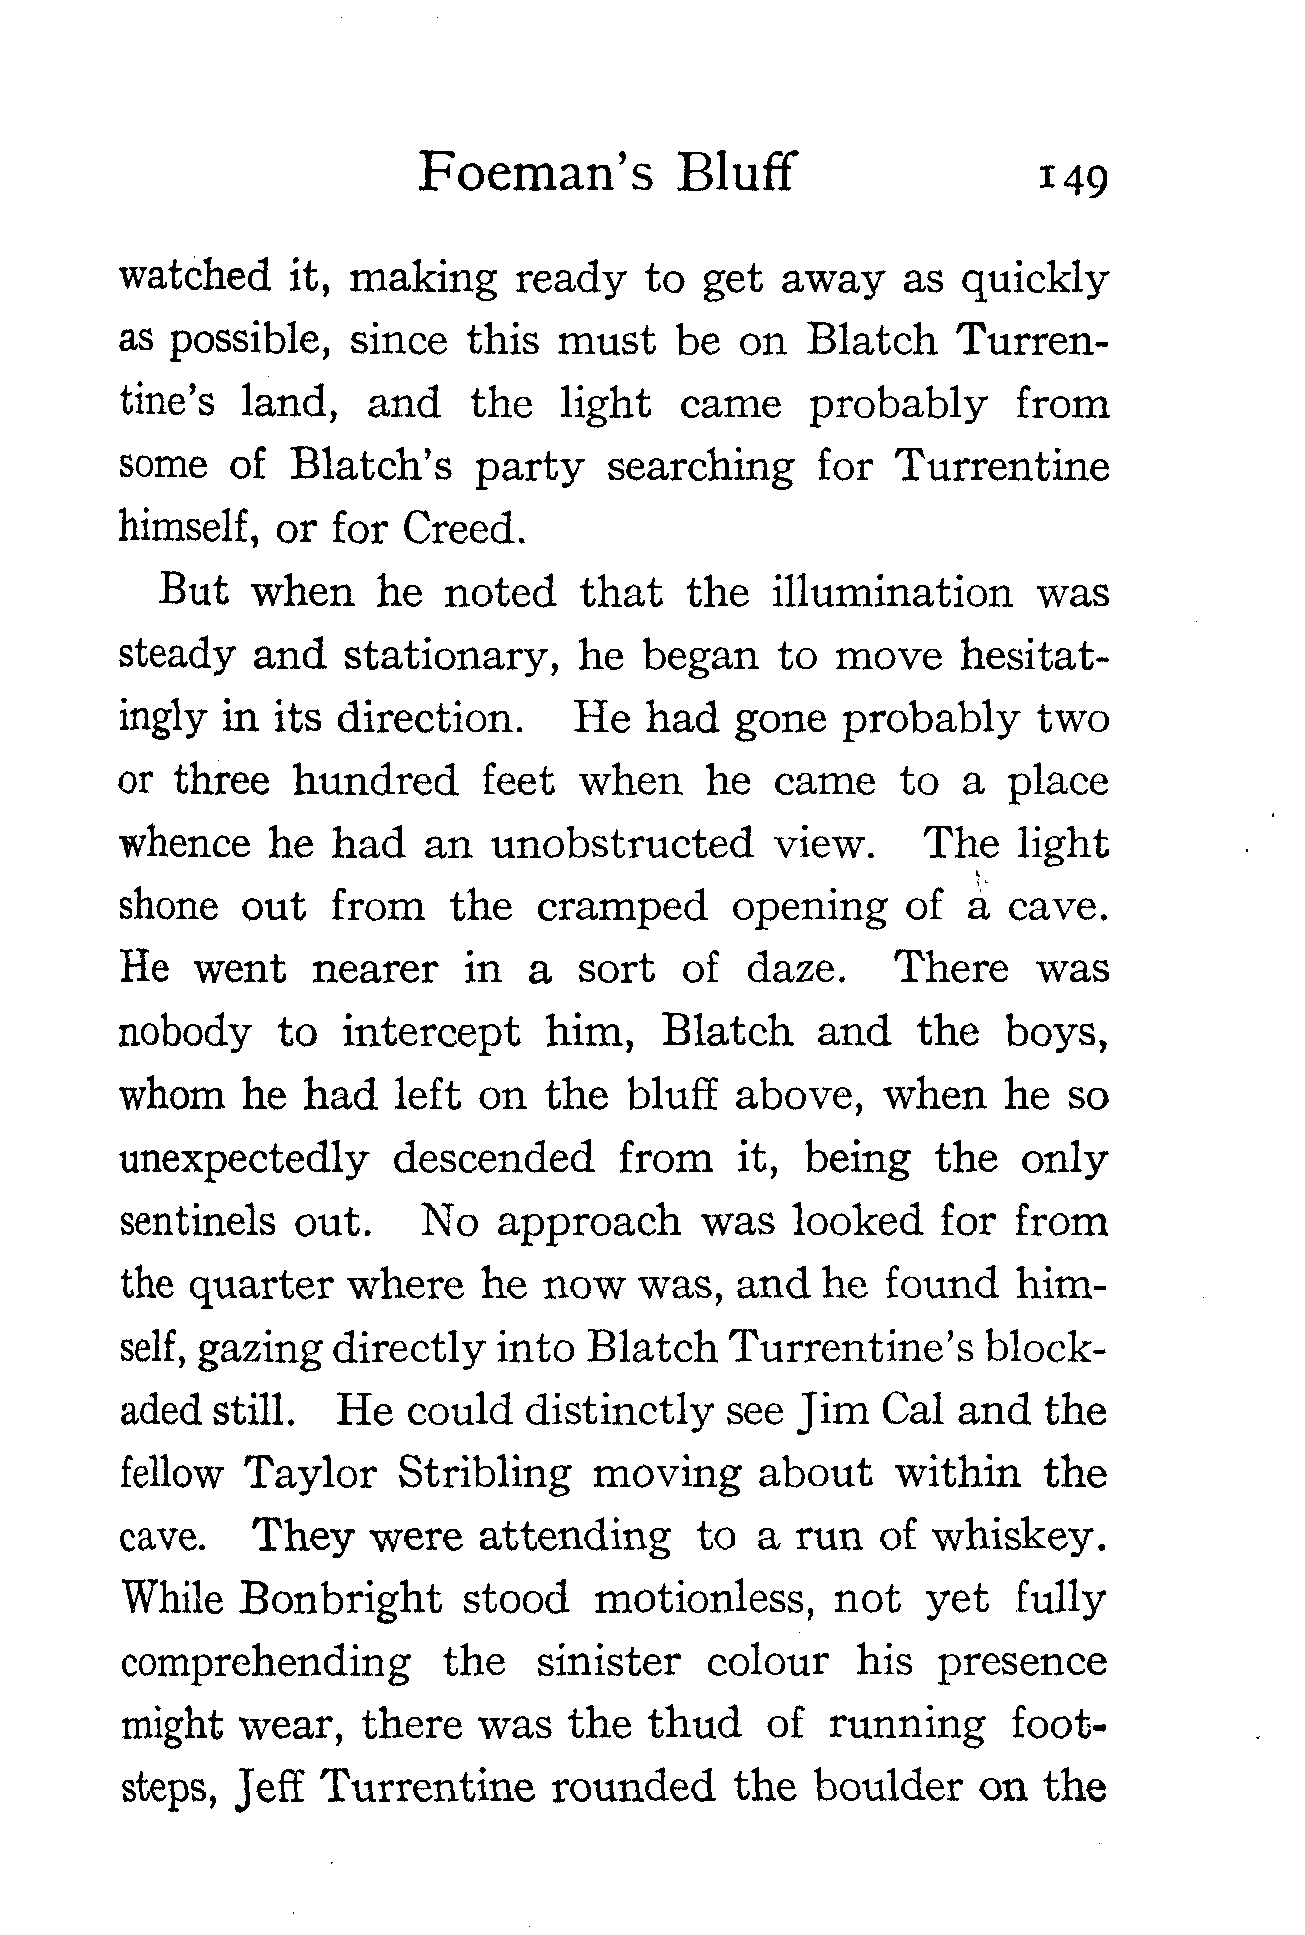 Foeman's Bluff 149
watched it, making ready to get away as quickly
as possible, since this must be on Blatch Turren-
tine's land, and the light came probably from
some of Blatch's party searching for Turrentine
himself, or for Creed.
But when he noted that the illumination was
steady and stationary, he began to move hesitat-
ingly in its direction. He had gone probably two
or three hundred feet when he came to a place
whence he had an unobstructed view. The light
shone out from the cramped opening of a cave.
He went nearer in a sort of daze. There was
nobody to intercept him, Blatch and the boys,
whom he had left on the bluff above, when he so
unexpectedly descended from it, being the only
sentinels out. No approach was looked for from
the quarter where he now was, and he found him-
self, gazing directly into Blatch Turrentine's block-
aded still. He could distinctly see Jim Cal and the
fellow Taylor Stribling moving about within the
cave. They were attending to a run of whiskey.
While Bonbright stood motionless, not yet fully
comprehending the sinister colour his presence
might wear, there was the thud of running foot-
steps, Jeff Turrentine rounded the boulder on the